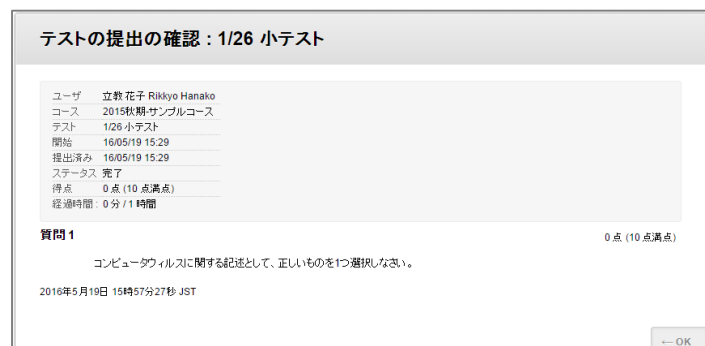 テストの提出の確認 : 1/26 小テスト
ユーザ 立教 花子 Rikkyo Hanako
コース 2015秋期-サンプルコース
テスト 1/26 小テスト
開始 16/05/19 15:29
提出済み 16/05/19 15:29
ステータス 完了
得点 0 点 (10 点満点)
経過時間 : 0 分 / 1 時間
質問 1 0 点 (10 点満点)
コンピュータウィルスに関する記述として、正しいものを1つ選択しなさい。
2016年5月19日 15時57分27秒 JST
← OK